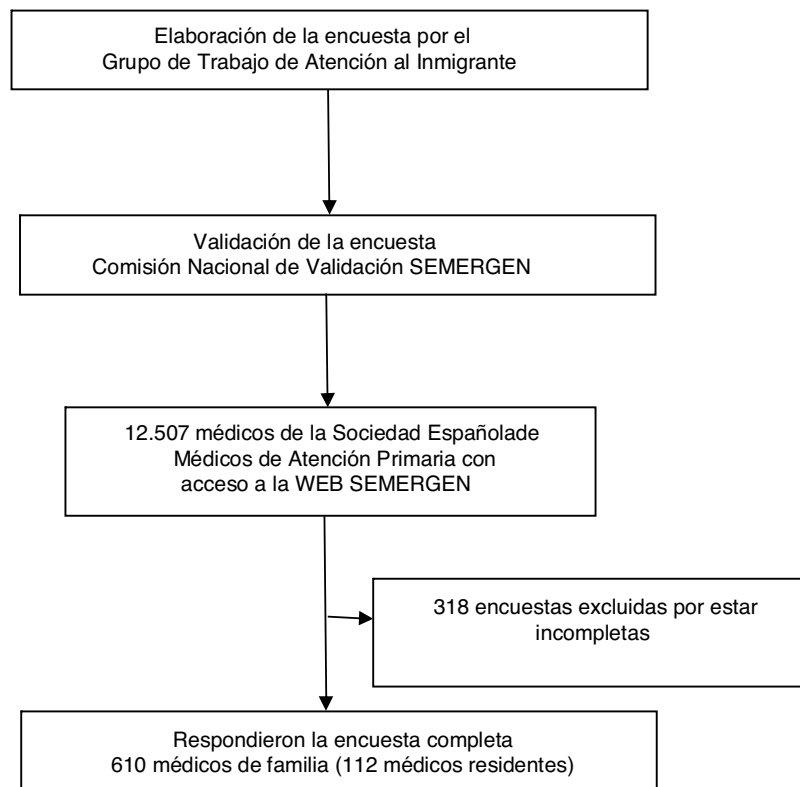 Elaboración de la encuesta por el
Grupo de Trabajo de Atención al Inmigrante
Validación de la encuesta
Comisión Nacional de Validación SEMERGEN
12.507 médicos de la Sociedad Españolade
Médicos de Atención Primaria con
acceso a la WEB SEMERGEN
318 encuestas excluidas por estar
incompletas
Respondieron la encuesta completa
610 médicos de familia (112 médicos residentes)